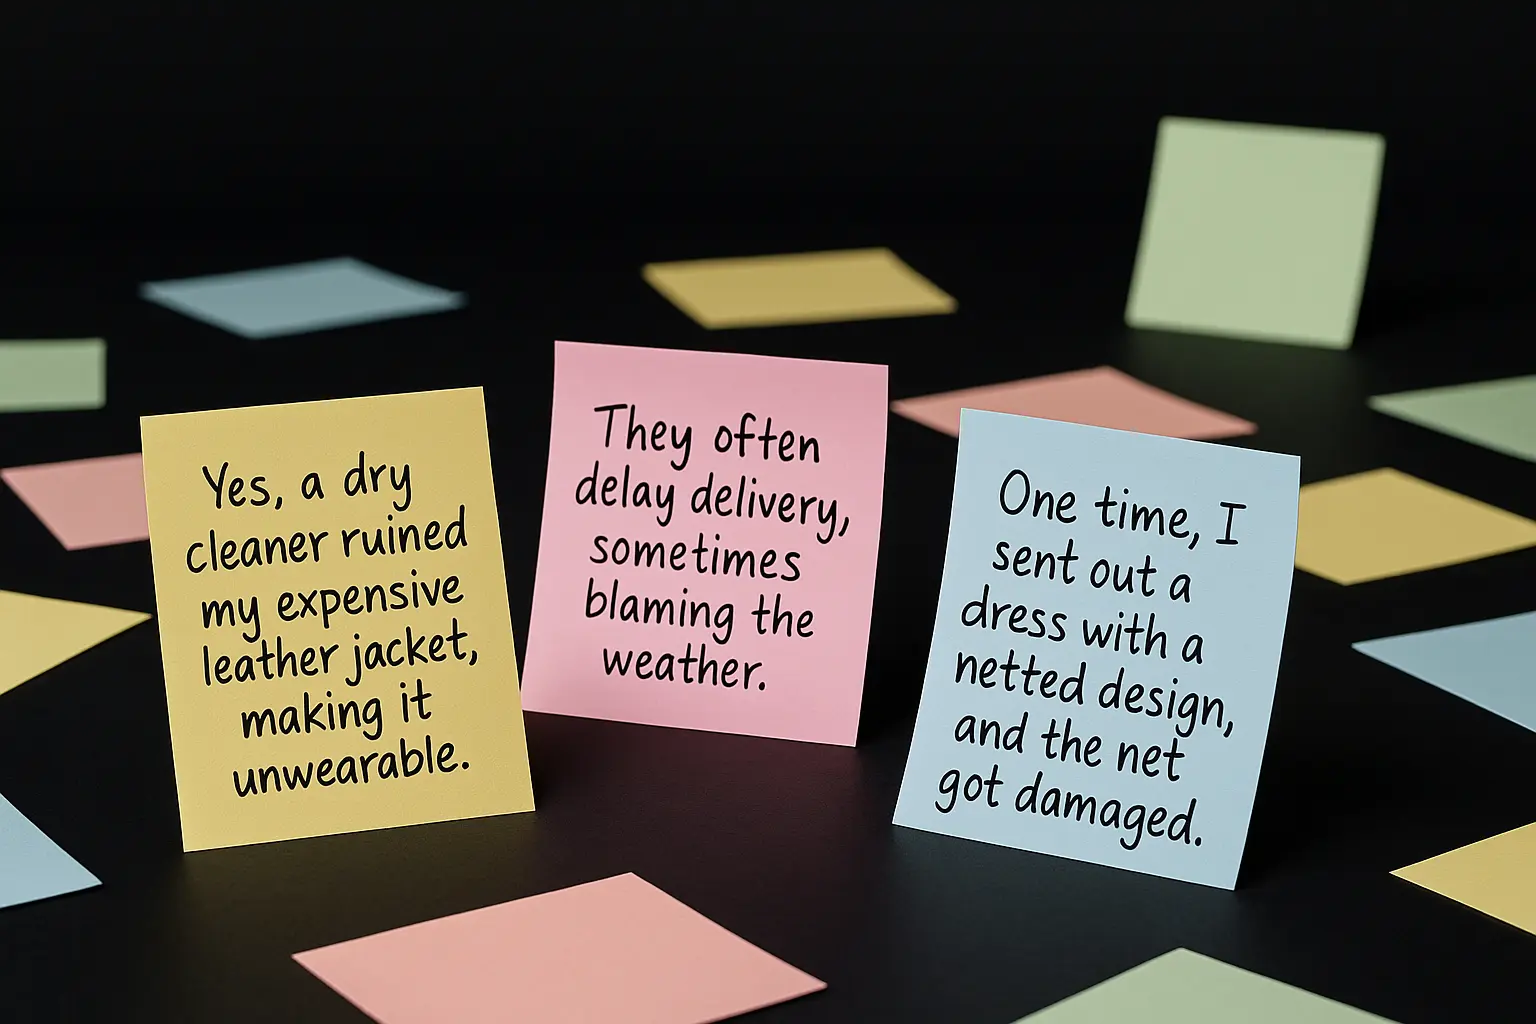 Yes, a dry
cleaner ruined
my expensive
leather jacket,
making it
unwearable.
They often
delay delivery,
sometimes
blaming the
weather.
One time, I
sent out a
dress with a
netted design,
and the net
got damaged.